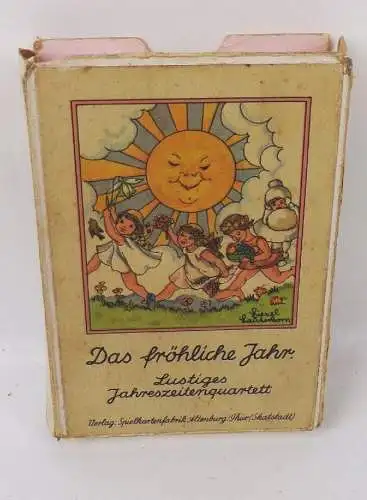 Liesel
Lauterborn
Das fröhliche Jahr.
Lustiges
Jahreszeitenquartett
Verlag: Spielkartenfabrik Altenburg/Thür (Skatstadt)